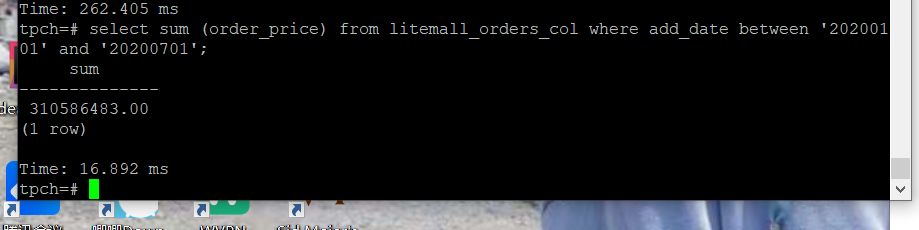 Time: 262.405 ms
tpch=# select sum (order_price) from litemall_orders_col where add_date between '202001
01' and '20200701';
sum
--------------
310586483.00
(1 row)
Time: 16.892 ms
tpch=#